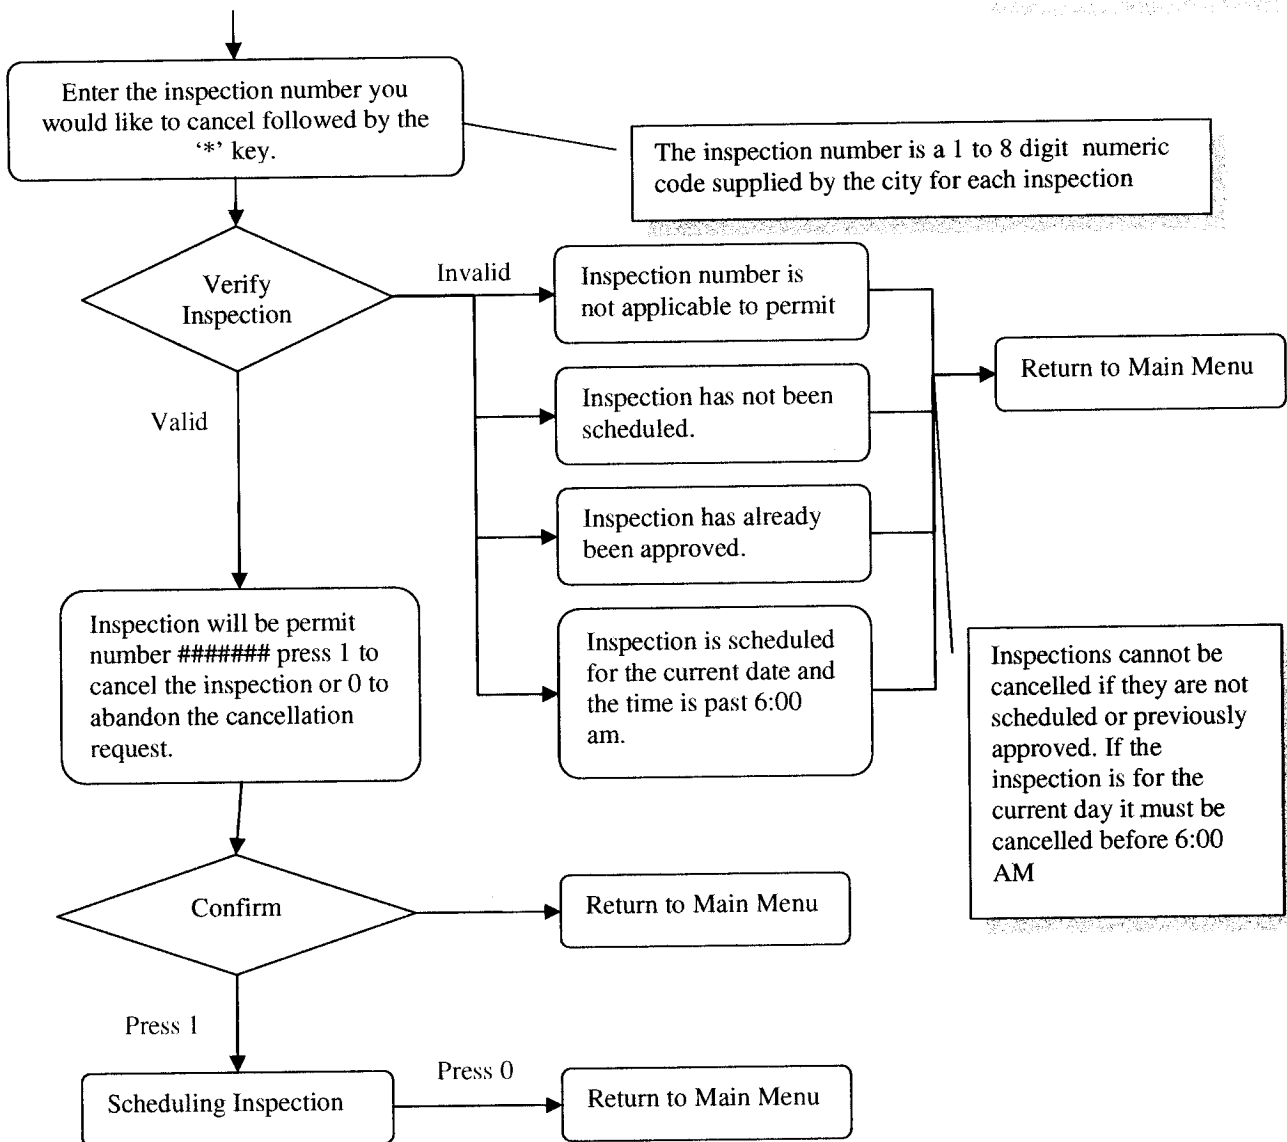 Enter the inspection number you
would like to cancel followed by the
‘*’ key.
The inspection number is a 1 to 8 digit numeric
code supplied by the city for each inspection
Verify
Inspection
Invalid
Inspection number is
not applicable to permit
Return to Main Menu
Inspection has not been
scheduled.
Valid
Inspection has already
been approved.
Inspection will be permit
number ####### press 1 to
cancel the inspection or 0 to
abandon the cancellation
request.
Inspection is scheduled
for the current date and
the time is past 6:00
am.
Inspections cannot be
cancelled if they are not
scheduled or previously
approved. If the
inspection is for the
current day it must be
cancelled before 6:00
AM
Confirm
Return to Main Menu
Press 1
Scheduling Inspection
Press 0
Return to Main Menu